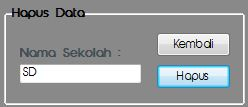 Hapus Data
Kembali
Nama Sekolah :
SD
Hapus